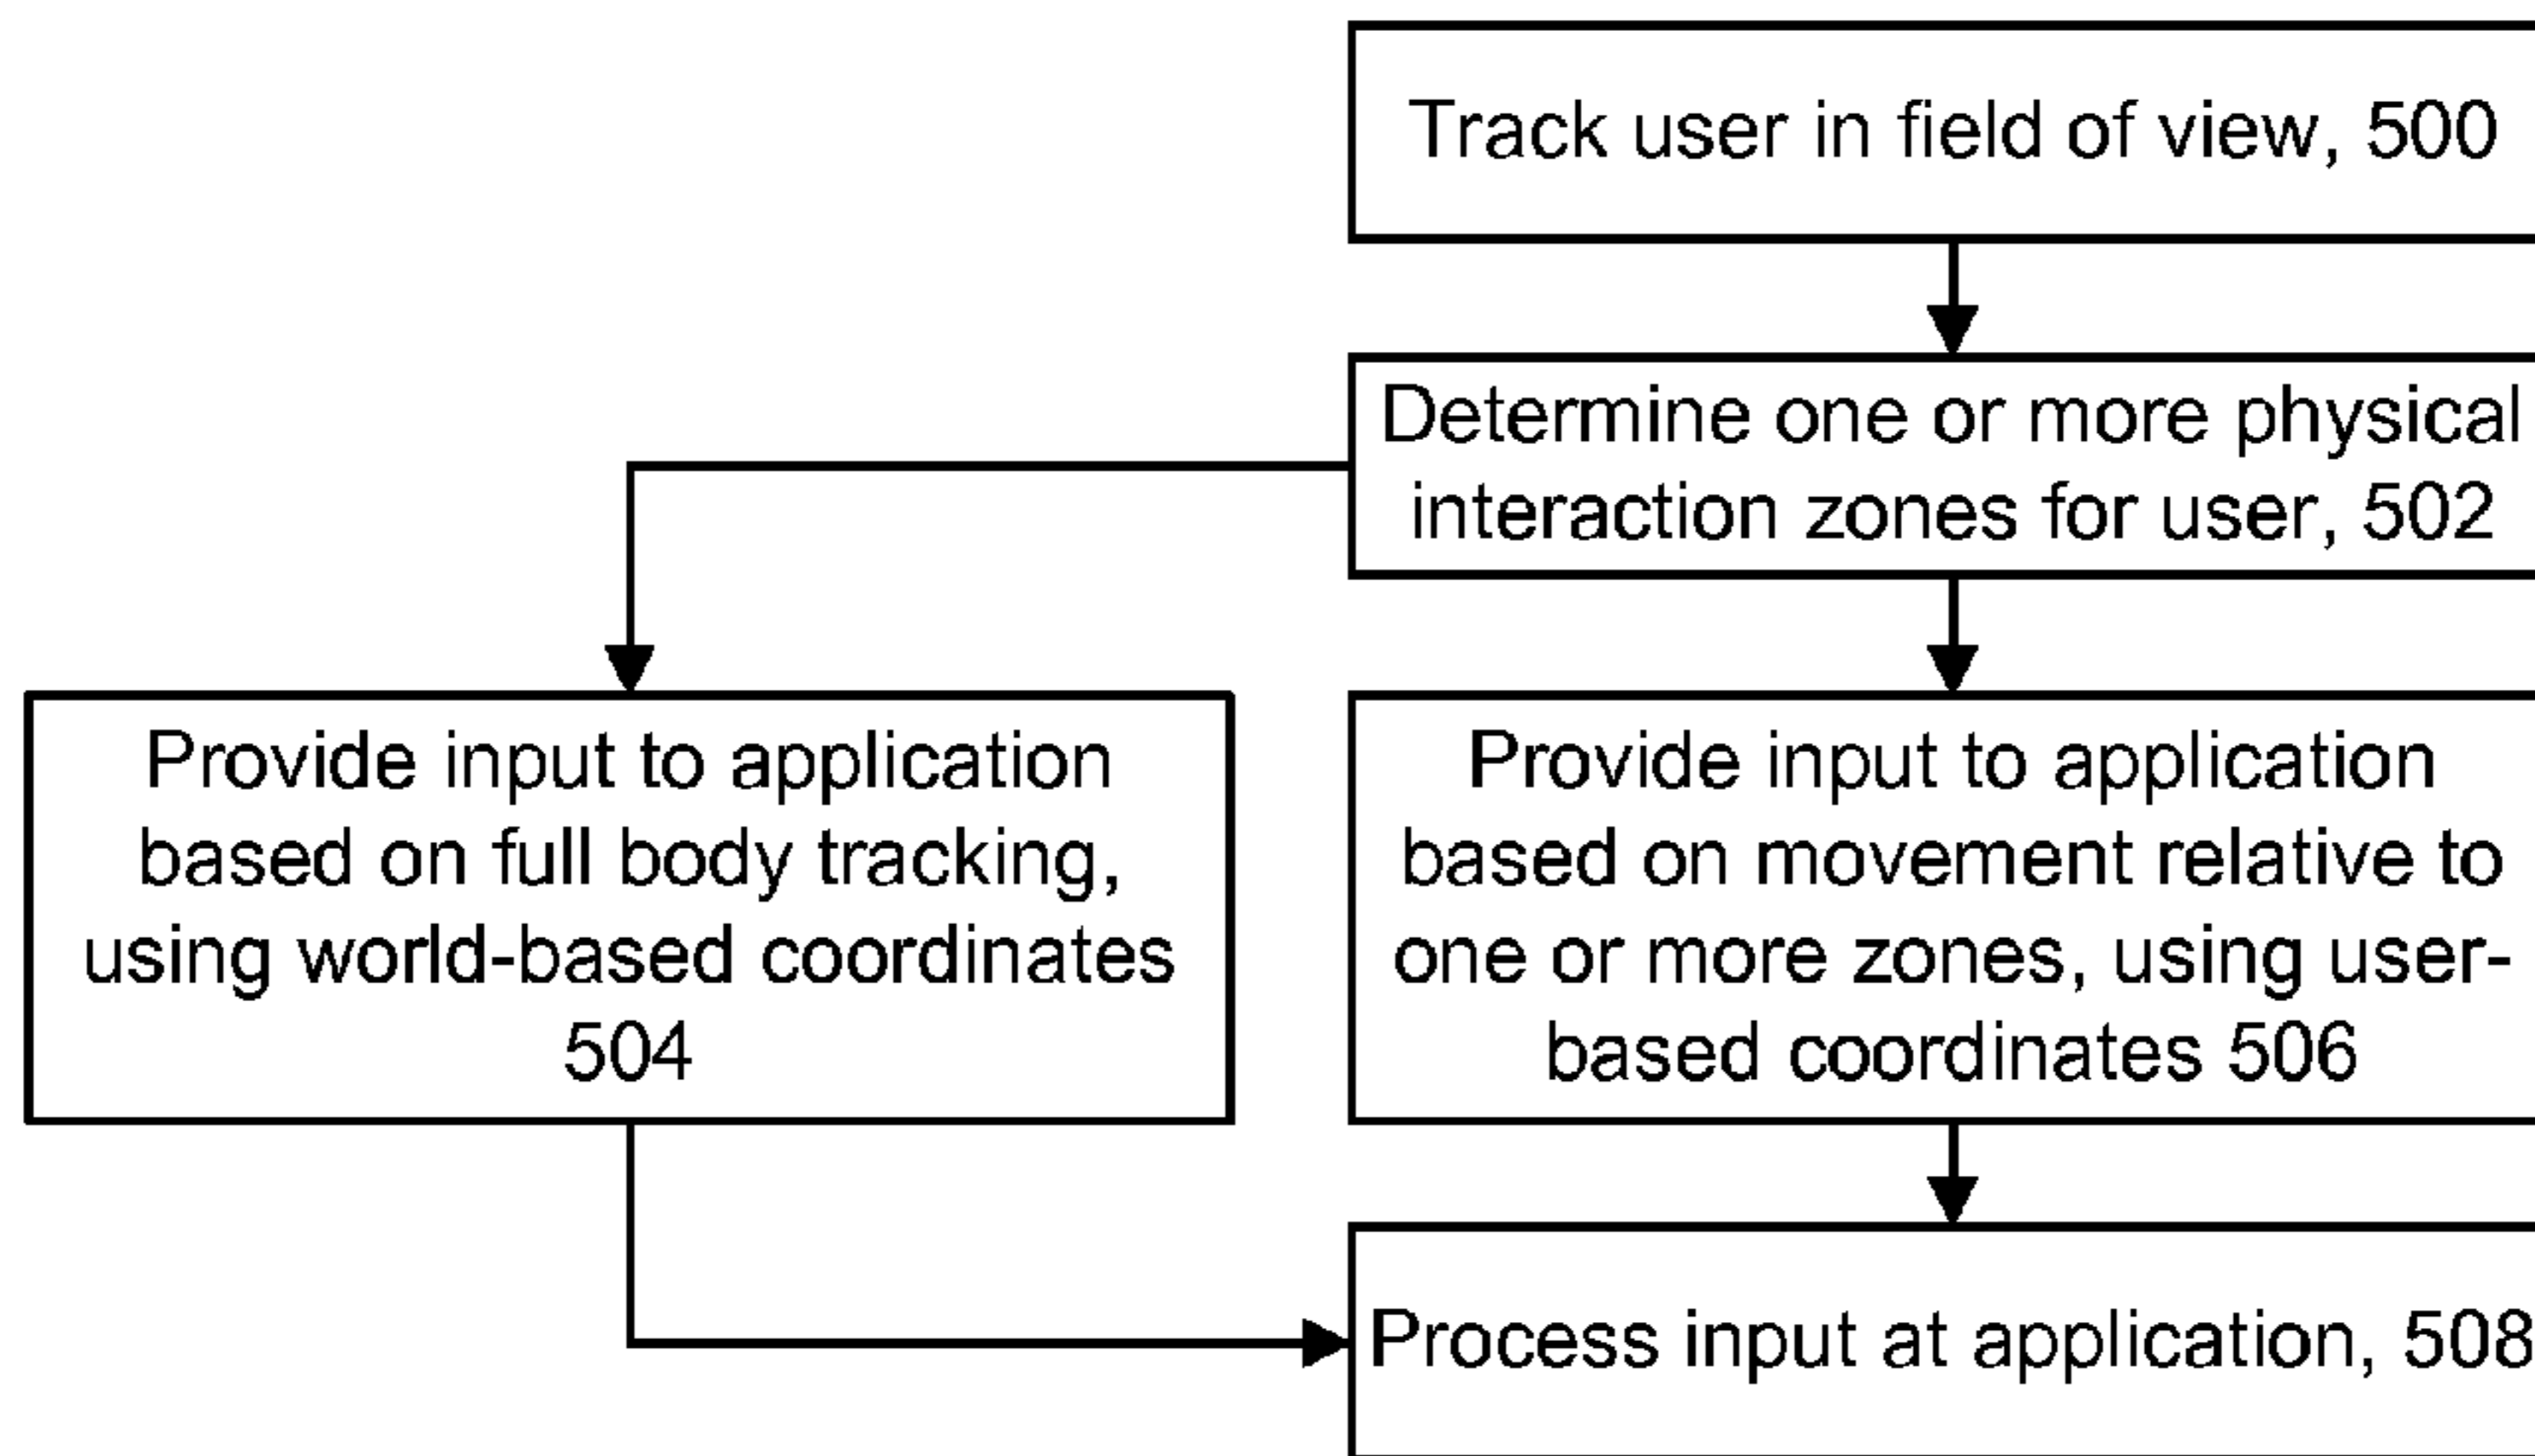 Track user in field of view, 500
Determine one or more physical
interaction zones for user, 502
Provide input to application
based on full body tracking,
using world-based coordinates
504
Provide input to application
based on movement relative to
one or more zones, using user-
based coordinates 506
Process input at application, 508